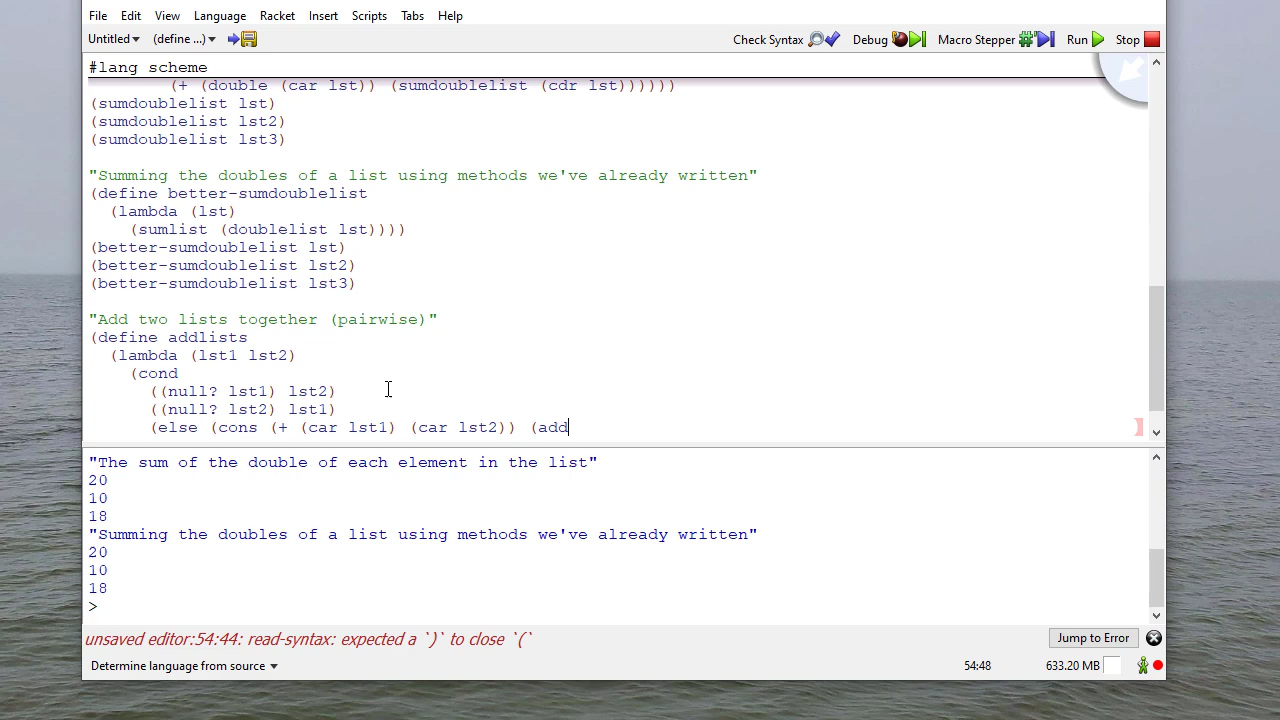 File Edit View Language Racket Insert Scripts Tabs Help
Untitled (define ...) Check Syntax Debug Macro Stepper Run Stop
#lang scheme
(+ (double (car lst)) (sumdoublelist (cdr lst))))))
(sumdoublelist lst)
(sumdoublelist lst2)
(sumdoublelist lst3)
"Summing the doubles of a list using methods we've already written"
(define better-sumdoublelist
(lambda (lst)
(sumlist (doublelist lst))))
(better-sumdoublelist lst)
(better-sumdoublelist lst2)
(better-sumdoublelist lst3)
"Add two lists together (pairwise)"
(define addlists
(lambda (lst1 lst2)
(cond
((null? lst1) lst2)
((null? lst2) lst1)
(else (cons (+ (car lst1) (car lst2)) (add
"The sum of the double of each element in the list"
20
10
18
"Summing the doubles of a list using methods we've already written"
20
10
18
>
unsaved editor:54:44: read-syntax: expected a `)` to close `(` Jump to Error
Determine language from source 54:48 633.20 MB